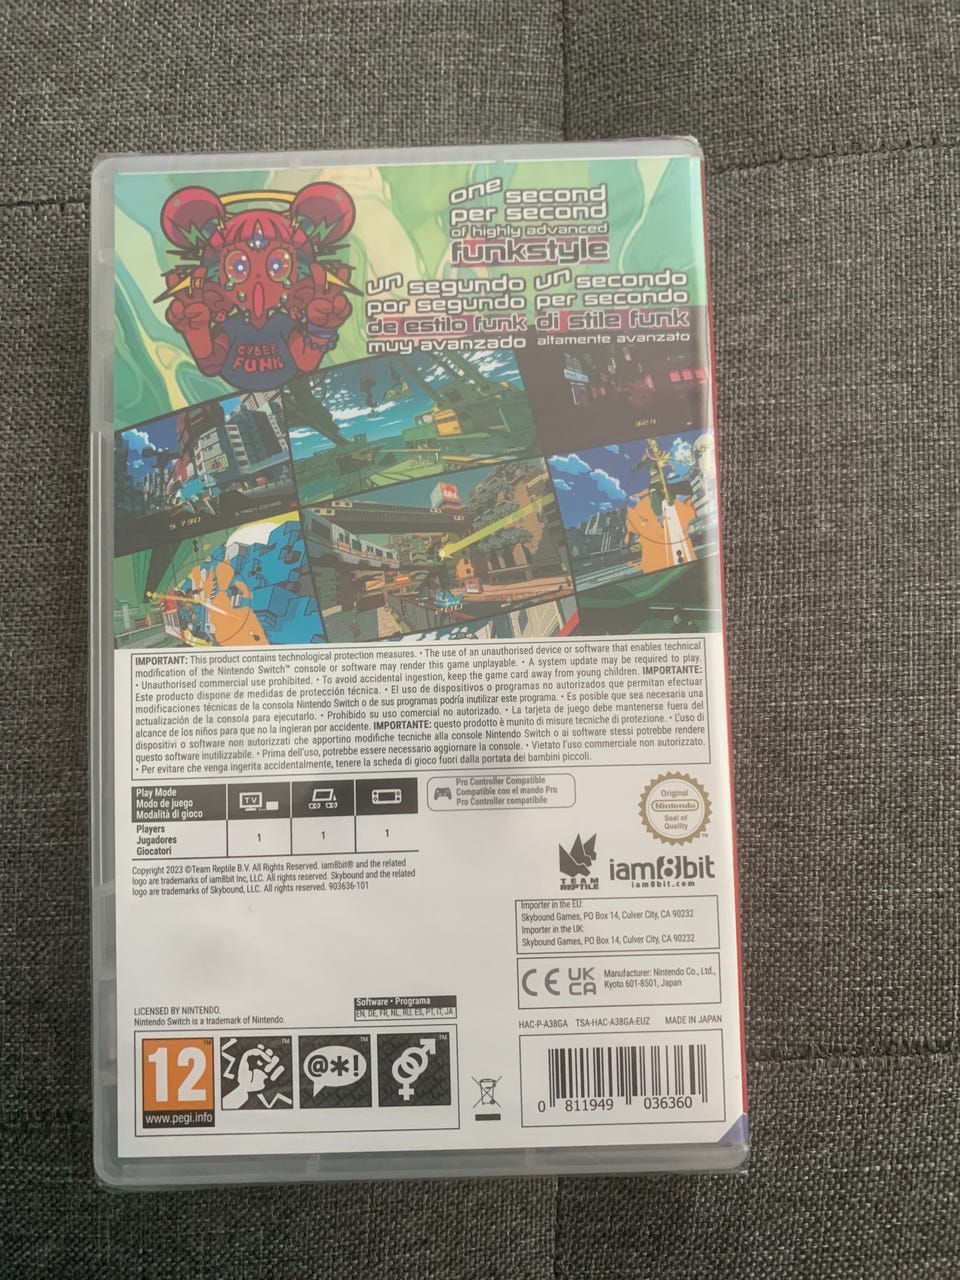 one second
per second
of highly advanced
funkstyle
un segundo
por segundo
de estilo funk
muy avanzado
un secondo
per secondo
di stile funk
altamente avanzato
CYBER
FUNK
IMPORTANT: This product contains technological protection measures. • The use of an unauthorised device or software that enables technical
modification of the Nintendo Switch™ console or software may render this game unplayable. • A system update may be required to play.
• Unauthorised commercial use prohibited. • To avoid accidental ingestion, keep the game card away from young children. IMPORTANTE:
Este producto dispone de medidas de protección técnica. • El uso de dispositivos o programas no autorizados que permitan efectuar
modificaciones técnicas de la consola Nintendo Switch o de sus programas podría inutilizar este programa. • Es posible que sea necesaria una
actualización de la consola para ejecutarlo. • Prohibido su uso comercial no autorizado. • La tarjeta de juego debe mantenerse fuera del
alcance de los niños para que no la ingieran por accidente. IMPORTANTE: questo prodotto è munito di misure tecniche di protezione. • L'uso di
dispositivi o software non autorizzati che apportino modifiche tecniche alla console Nintendo Switch o ai software stessi potrebbe rendere
questo software inutilizzabile. • Prima dell'uso, potrebbe essere necessario aggiornare la console. • Vietato l'uso commerciale non autorizzato.
• Per evitare che venga ingerita accidentalmente, tenere la scheda di gioco fuori dalla portata dei bambini piccoli.
Play Mode
Modo de juego
Modalità di gioco
TV
Players
Jugadores
Giocatori
1
1
1
Pro Controller Compatible
Compatible con el mando Pro
Pro Controller compatibile
Original
Nintendo
Seal of
Quality
TM
Copyright 2023 ©Team Reptile B.V. All Rights Reserved. iam8bit® and the related
logo are trademarks of iam8bit Inc, LLC. All rights reserved. Skybound and the related
logo are trademarks of Skybound, LLC. All rights reserved. 903636-101
TEAM
REPTILE
iam8bit
iam8bit.com
Importer in the EU:
Skybound Games, PO Box 14, Culver City, CA 90232
Importer in the UK:
Skybound Games, PO Box 14, Culver City, CA 90232
CE UK
CA
Manufacturer: Nintendo Co., Ltd.,
Kyoto 601-8501, Japan
LICENSED BY NINTENDO.
Nintendo Switch is a trademark of Nintendo.
Software • Programa
EN, DE, FR, NL, RU, ES, PT, IT, JA
HAC-P-A38GA TSA-HAC-A38GA-EUZ MADE IN JAPAN
12
www.pegi.info
@*!
TM
TM
TM
0 811949 036360